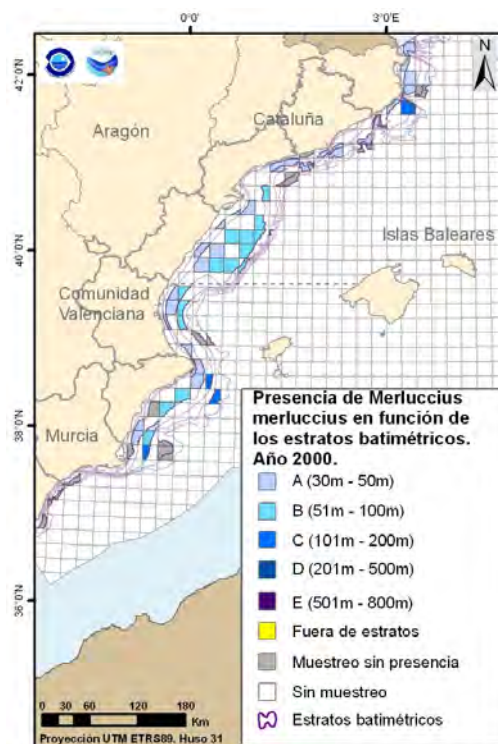 0°0'
3°0'E
N
42°0'N
Aragón
Cataluña
40°0'N
Islas Baleares
Comunidad
Valenciana
38°0'N
Murcia
36°0'N
Presencia de Merluccius
merluccius en función de
los estratos batimétricos.
Año 2000.
A (30m - 50m)
B (51m - 100m)
C (101m - 200m)
D (201m - 500m)
E (501m - 800m)
Fuera de estratos
Muestreo sin presencia
Sin muestreo
Estratos batimétricos
0 30 60 120 180
Km
Proyección UTM ETRS89. Huso 31